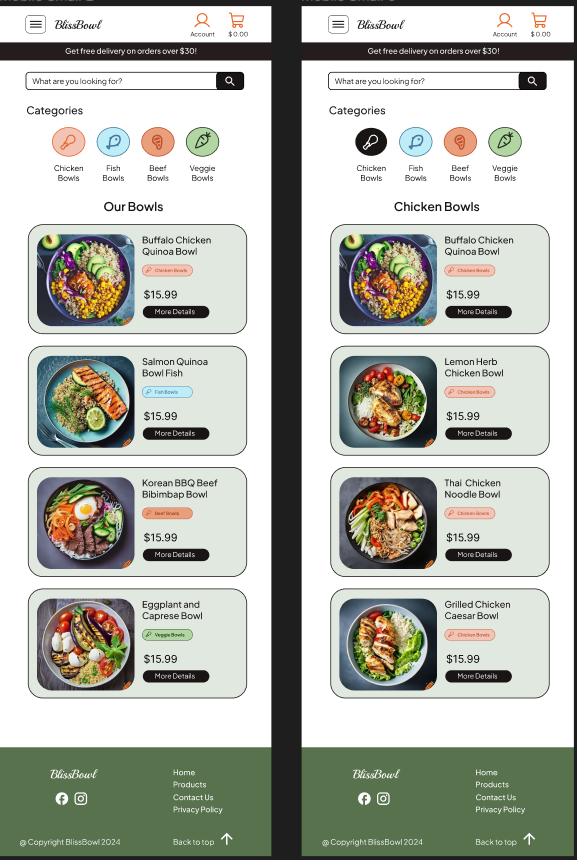 BlissBowl
Account
$ 0.00
Get free delivery on orders over $30!
What are you looking for?
Categories
Chicken
Bowls
Fish
Bowls
Beef
Bowls
Veggie
Bowls
Our Bowls
Buffalo Chicken
Quinoa Bowl
Chicken Bowls
$15.99
More Details
Salmon Quinoa
Bowl Fish
Fish Bowls
$15.99
More Details
Korean BBQ Beef
Bibimbap Bowl
Beef Bowls
$15.99
More Details
Eggplant and
Caprese Bowl
Veggie Bowls
$15.99
More Details
BlissBowl
Home
Products
Contact Us
Privacy Policy
@ Copyright BlissBowl 2024
Back to top
BlissBowl
Account
$ 0.00
Get free delivery on orders over $30!
What are you looking for?
Categories
Chicken
Bowls
Fish
Bowls
Beef
Bowls
Veggie
Bowls
Chicken Bowls
Buffalo Chicken
Quinoa Bowl
Chicken Bowls
$15.99
More Details
Lemon Herb
Chicken Bowl
Chicken Bowls
$15.99
More Details
Thai Chicken
Noodle Bowl
Chicken Bowls
$15.99
More Details
Grilled Chicken
Caesar Bowl
Chicken Bowls
$15.99
More Details
BlissBowl
Home
Products
Contact Us
Privacy Policy
@ Copyright BlissBowl 2024
Back to top